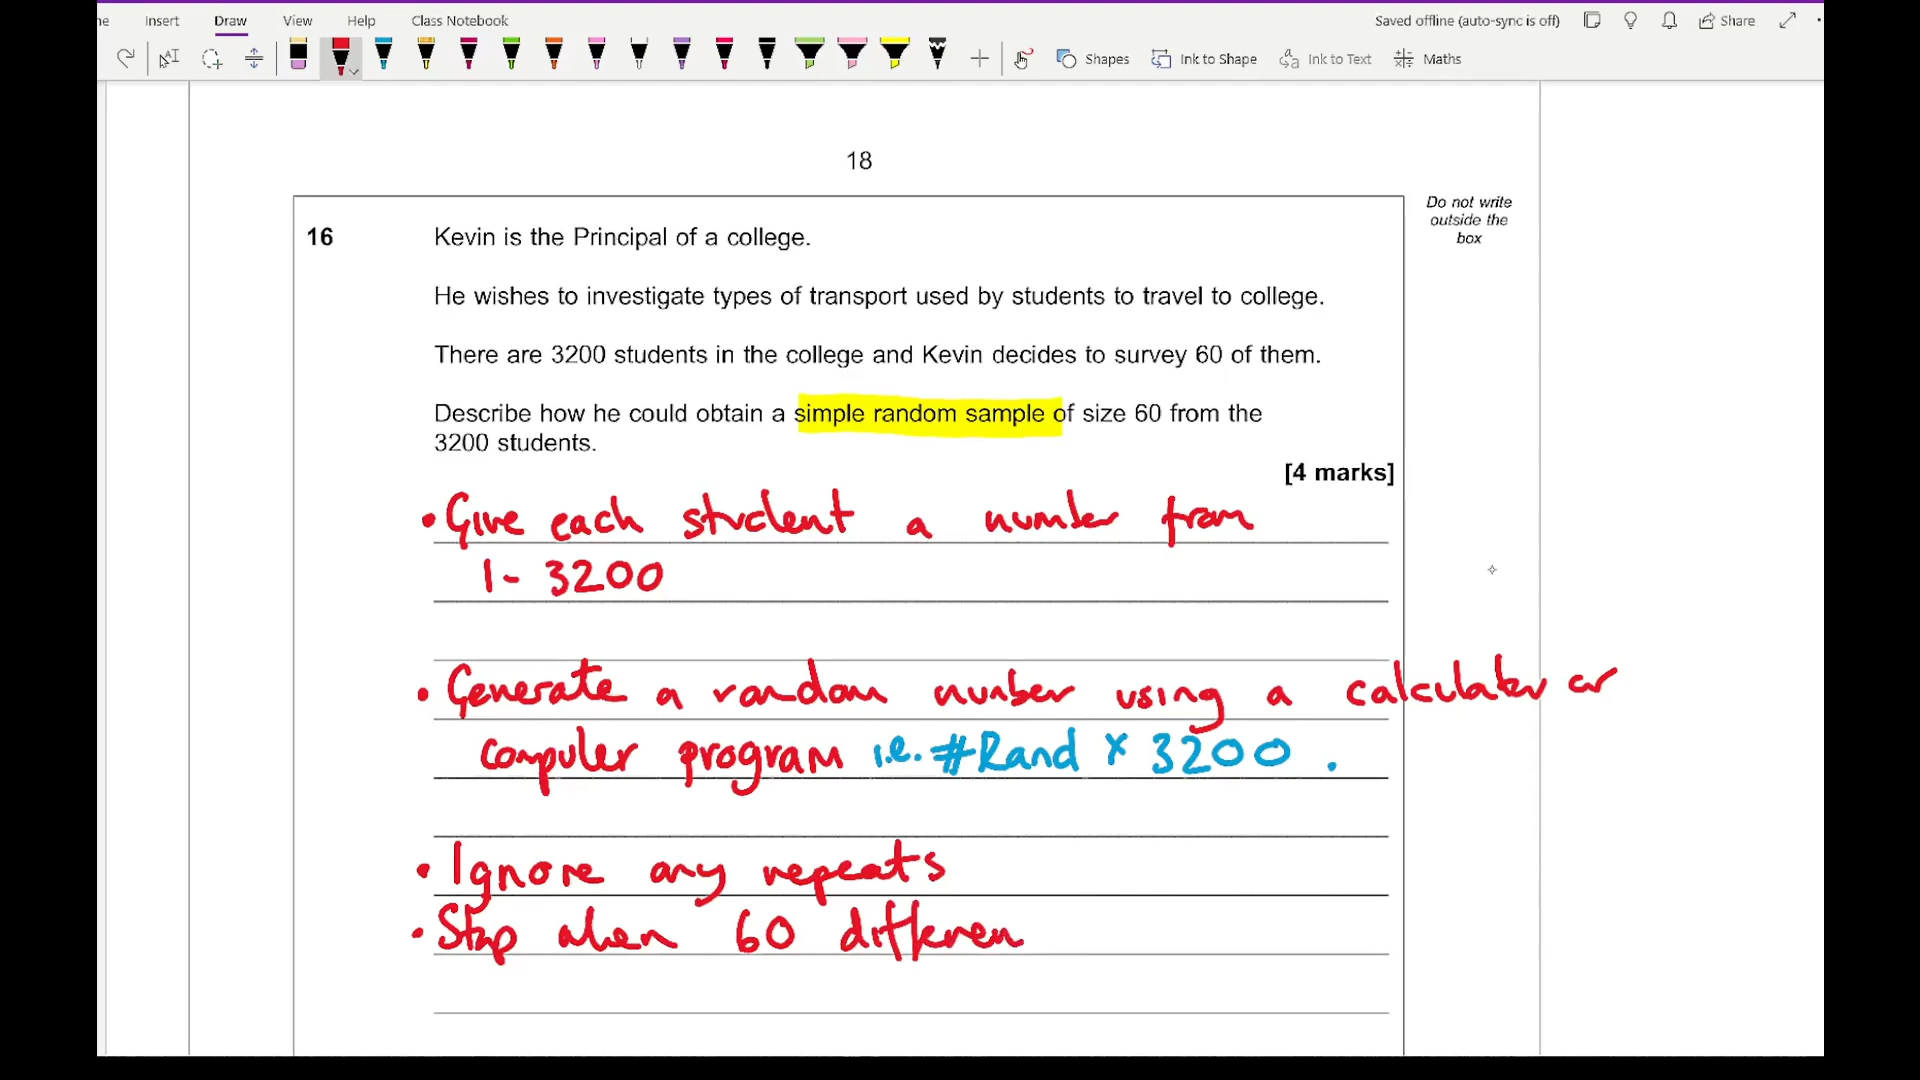 ne Insert Draw View Help Class Notebook Saved offline (auto-sync is off) Share
Shapes Ink to Shape Ink to Text Maths
18
Do not write
outside the
box
16 Kevin is the Principal of a college.
He wishes to investigate types of transport used by students to travel to college.
There are 3200 students in the college and Kevin decides to survey 60 of them.
Describe how he could obtain a simple random sample of size 60 from the
3200 students.
[4 marks]
• Give each student a number from
1 - 3200
• Generate a random number using a calculator or
computer program i.e. #Rand × 3200 .
• Ignore any repeats
• Stop when 60 differen